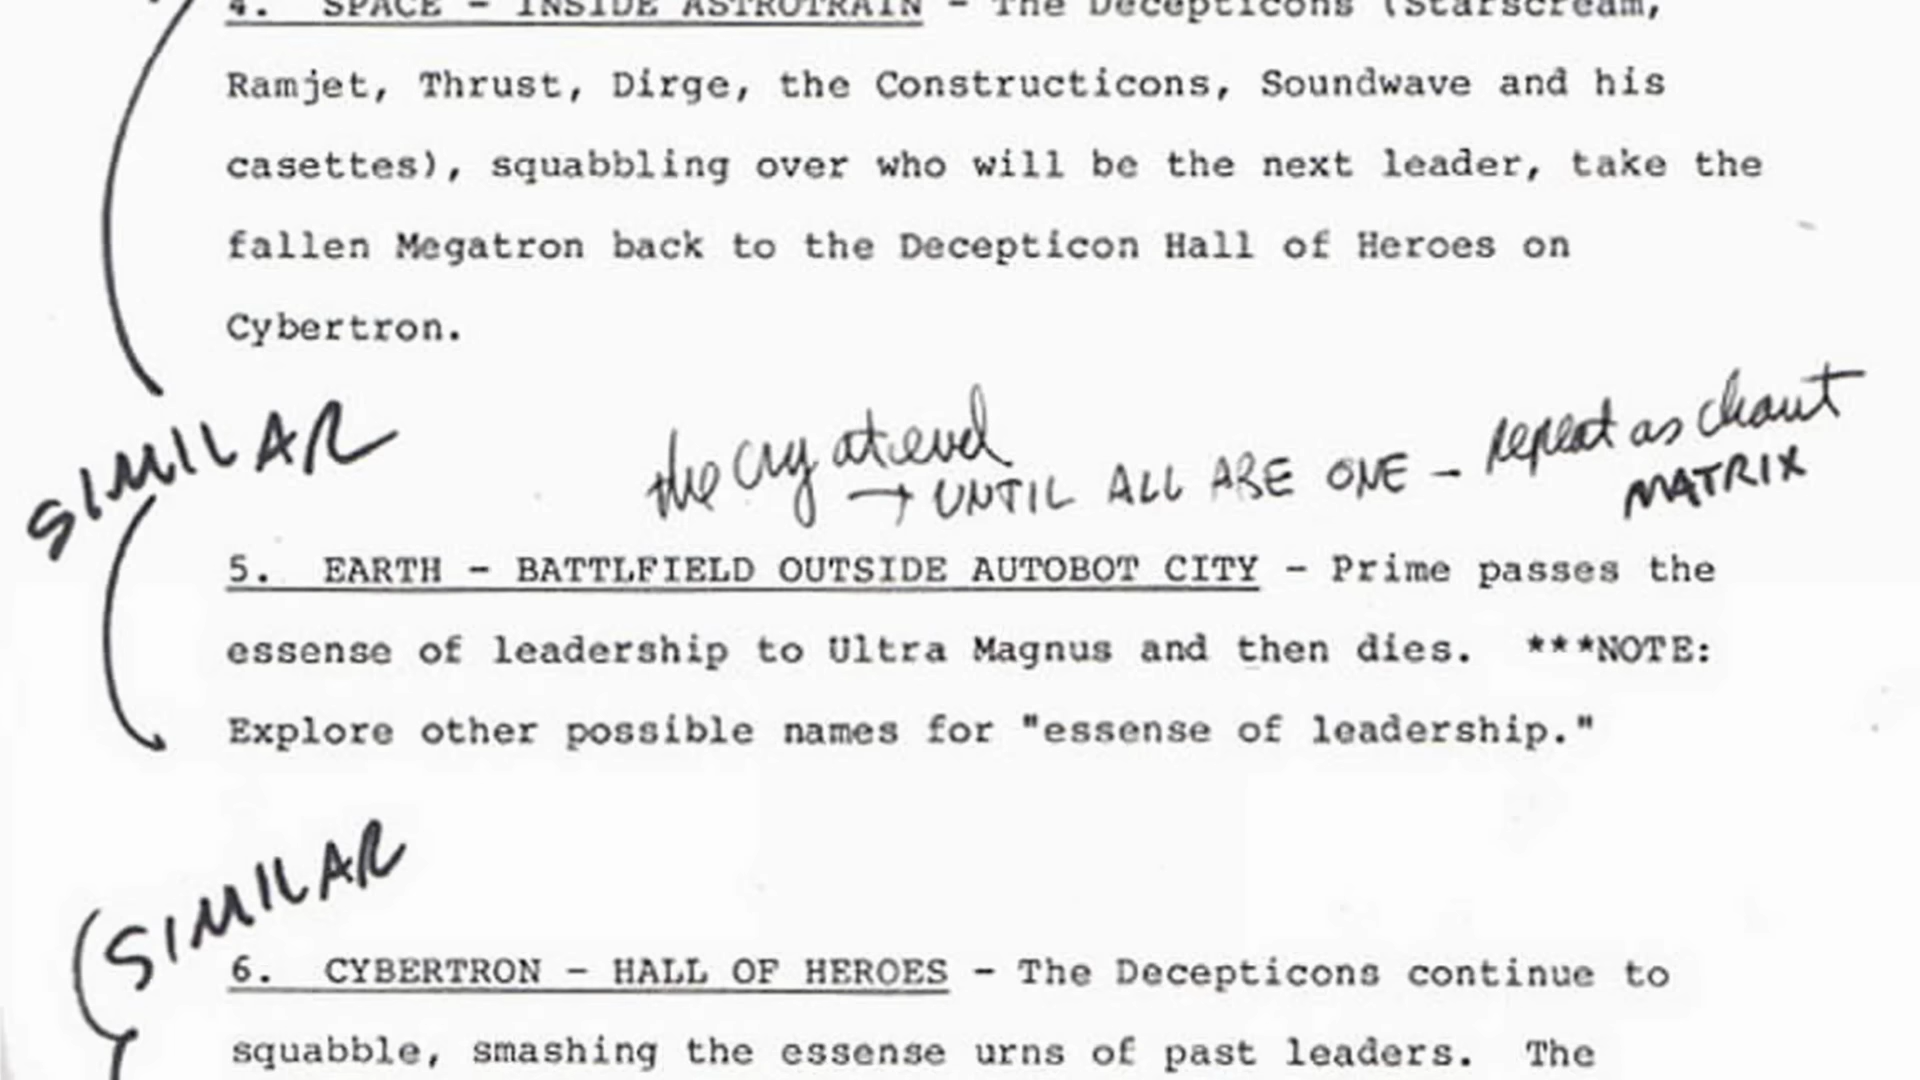 4. SPACE - INSIDE ASTROTRAIN - The Decepticons (Starscream,
Ramjet, Thrust, Dirge, the Constructicons, Soundwave and his
casettes), squabbling over who will be the next leader, take the
fallen Megatron back to the Decepticon Hall of Heroes on
Cybertron.
SIMILAR
the cry at end
→ UNTIL ALL ARE ONE - repeat as chant
MATRIX
5. EARTH - BATTLFIELD OUTSIDE AUTOBOT CITY - Prime passes the
essense of leadership to Ultra Magnus and then dies. ***NOTE:
Explore other possible names for "essense of leadership."
SIMILAR
6. CYBERTRON - HALL OF HEROES - The Decepticons continue to
squabble, smashing the essense urns of past leaders. The